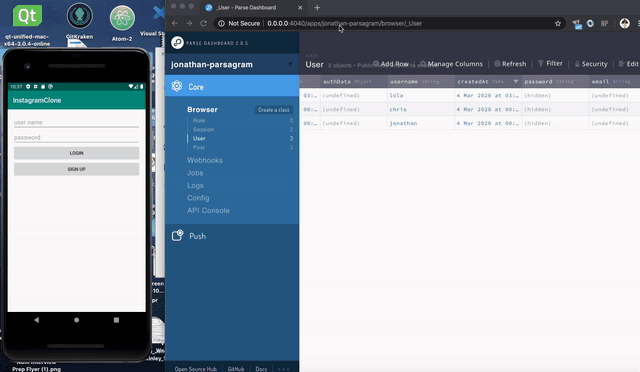 qt-unified-mac-
x64-3.0.4-online
GitKraken
Atom-2
Visual St
10:37
InstagramClone
user name
password
LOGIN
SIGN UP
Prep Flyer (1).png
_User – Parse Dashboard
Not Secure
0.0.0.0:4040/apps/jonathan-parsagram/browser/_User
PARSE DASHBOARD 2.0.5
jonathan-parsagram
Core
Browser
Create a class
Role 0
Session 2
User 3
Post 3
Webhooks
Jobs
Logs
Config
API Console
Push
Open Source Hub
GitHub
Docs
User
3 objects • Public
Add Row
Manage Columns
Refresh
Filter
Security
Edit
authData Object
username String
createdAt Date
password String
email String
03:…
(undefined)
lola
4 Mar 2020 at 03:…
(hidden)
(undefined)
00:…
(undefined)
chris
4 Mar 2020 at 00:…
(hidden)
(undefined)
00:…
(undefined)
jonathan
4 Mar 2020 at 00:…
(hidden)
(undefined)